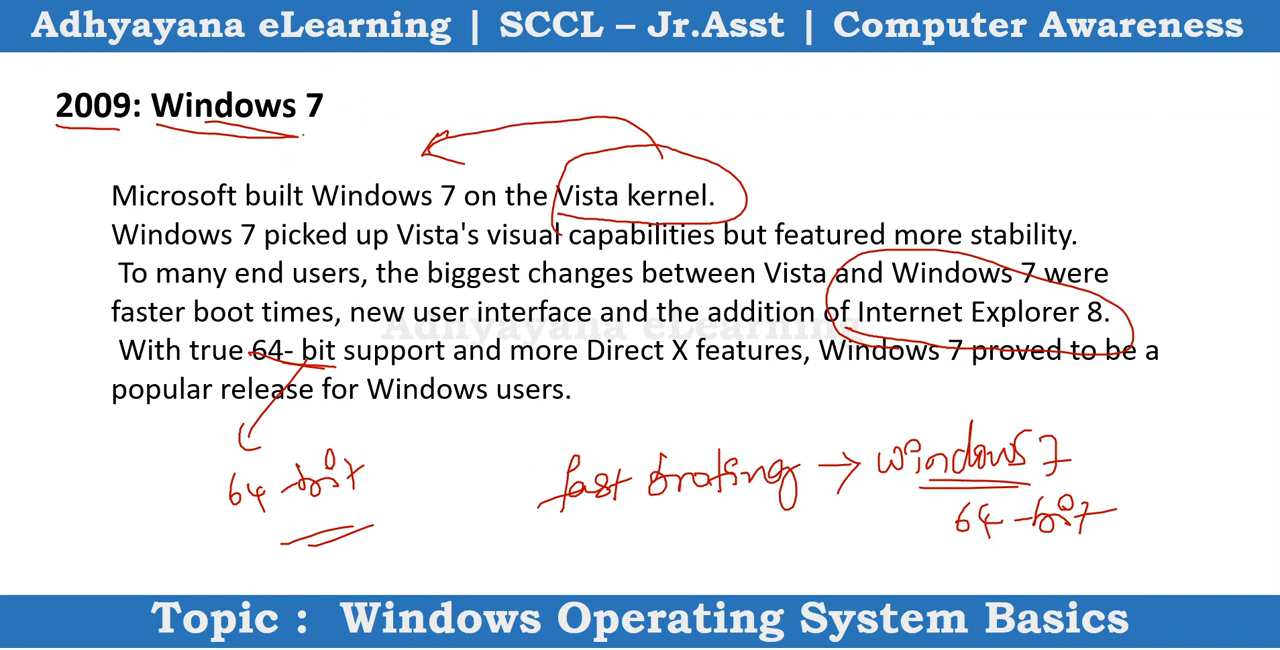 Adhyayana eLearning | SCCL – Jr.Asst | Computer Awareness
2009: Windows 7
Microsoft built Windows 7 on the Vista kernel.
Windows 7 picked up Vista's visual capabilities but featured more stability.
To many end users, the biggest changes between Vista and Windows 7 were
faster boot times, new user interface and the addition of Internet Explorer 8.
Adhyayana eLearning
With true 64- bit support and more Direct X features, Windows 7 proved to be a
popular release for Windows users.
64-bit
fast booting → windows 7
64-bit
Topic : Windows Operating System Basics